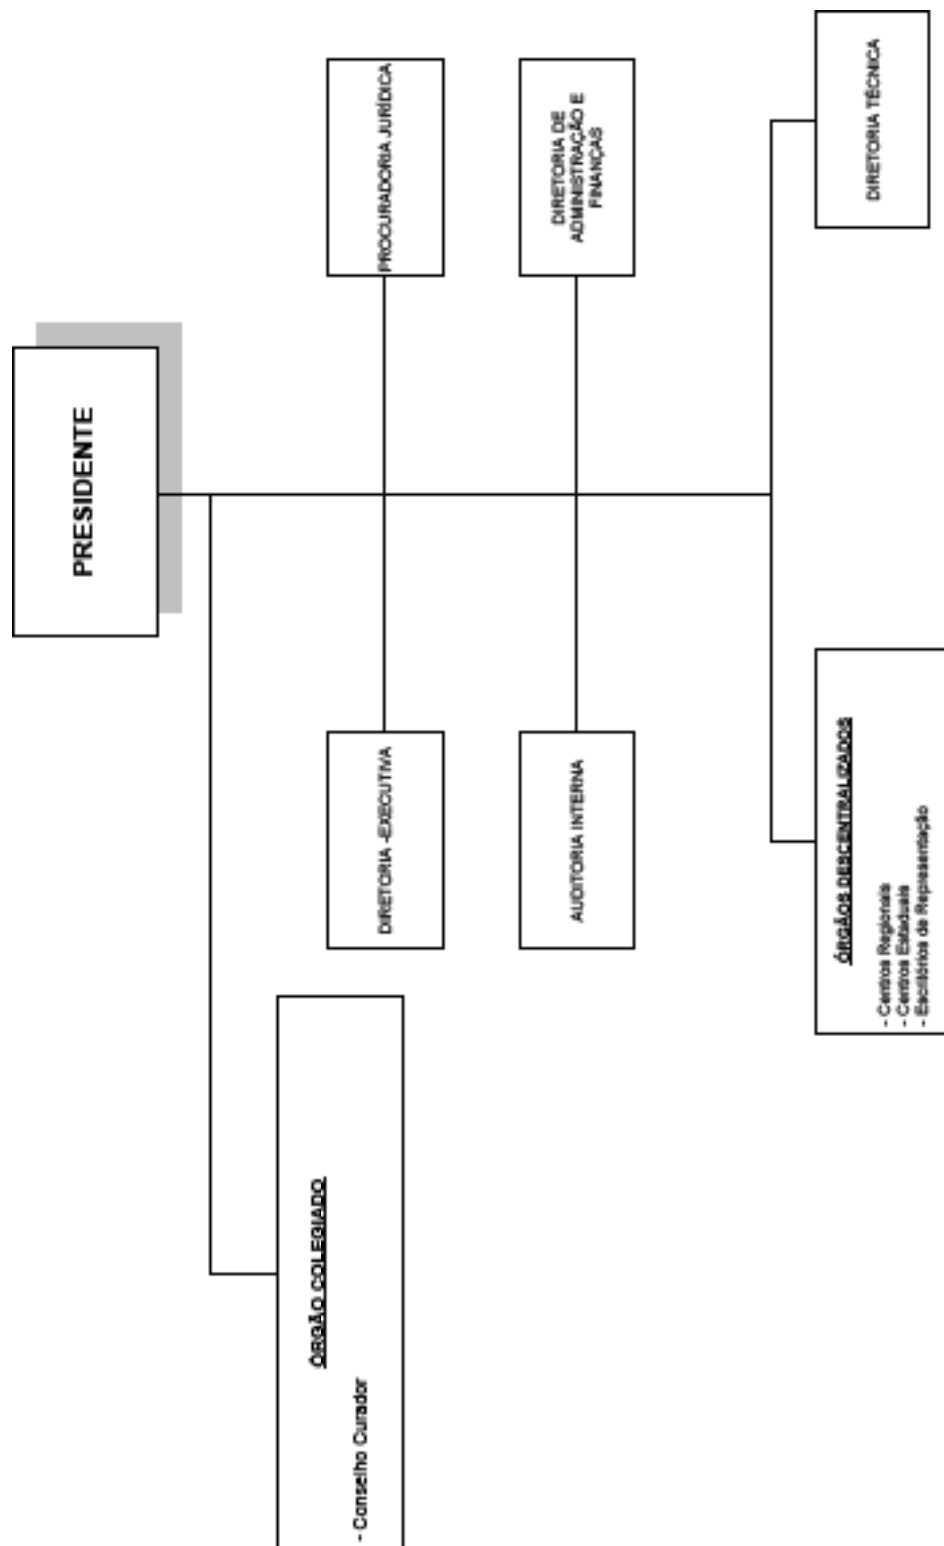 PRESIDENTE
ÓRGÃO COLEGIADO
- Conselho Curador
DIRETORIA -EXECUTIVA
PROCURADORIA JURÍDICA
AUDITORIA INTERNA
DIRETORIA DE
ADMINISTRAÇÃO E
FINANÇAS
ÓRGÃOS DESCENTRALIZADOS
- Centros Regionais
- Centros Estaduais
- Escritórios de Representação
DIRETORIA TÉCNICA